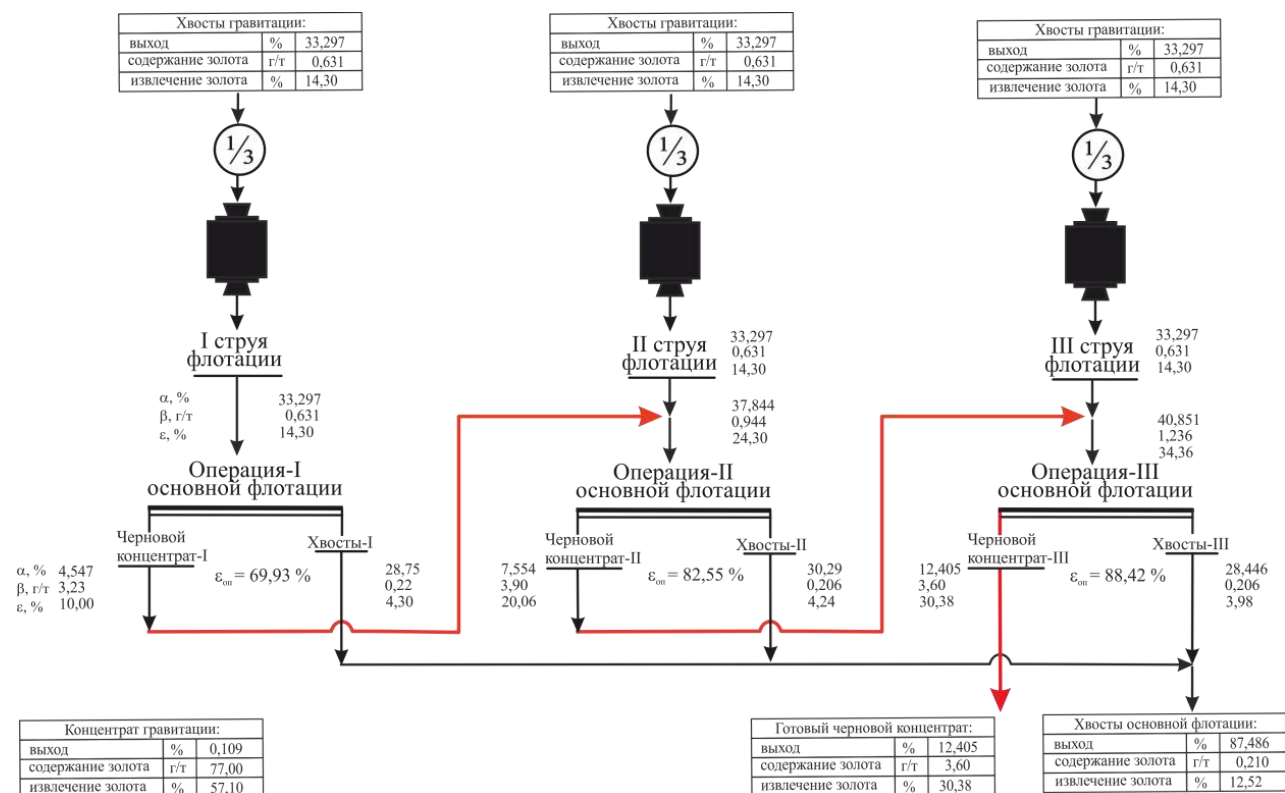 Хвосты гравитации:
выход % 33,297
содержание золота г/т 0,631
извлечение золота % 14,30
Хвосты гравитации:
выход % 33,297
содержание золота г/т 0,631
извлечение золота % 14,30
Хвосты гравитации:
выход % 33,297
содержание золота г/т 0,631
извлечение золота % 14,30
1/3
1/3
1/3
I струя
флотации
α, % 33,297
β, г/т 0,631
ε, % 14,30
II струя
флотации
33,297
0,631
14,30
37,844
0,944
24,30
III струя
флотации
33,297
0,631
14,30
40,851
1,236
34,36
Операция-I
основной флотации
Операция-II
основной флотации
Операция-III
основной флотации
Черновой
концентрат-I
Хвосты-I
α, % 4,547
β, г/т 3,23
ε, % 10,00
εоп = 69,93 %
28,75
0,22
4,30
Черновой
концентрат-II
Хвосты-II
7,554
3,90
20,06
εоп = 82,55 %
30,29
0,206
4,24
Черновой
концентрат-III
Хвосты-III
12,405
3,60
30,38
εоп = 88,42 %
28,446
0,206
3,98
Концентрат гравитации:
выход % 0,109
содержание золота г/т 77,00
извлечение золота % 57,10
Готовый черновой концентрат:
выход % 12,405
содержание золота г/т 3,60
извлечение золота % 30,38
Хвосты основной флотации:
выход % 87,486
содержание золота г/т 0,210
извлечение золота % 12,52